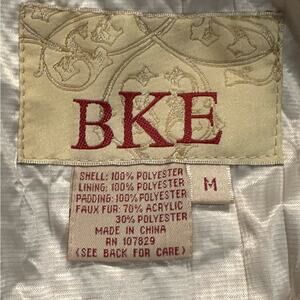 BKE
SHELL: 100% POLYESTER
LINING: 100% POLYESTER
PADDING: 100% POLYESTER
FAUX FUR: 70% ACRYLIC
30% POLYESTER
MADE IN CHINA
RN 107829
(SEE BACK FOR CARE)
M